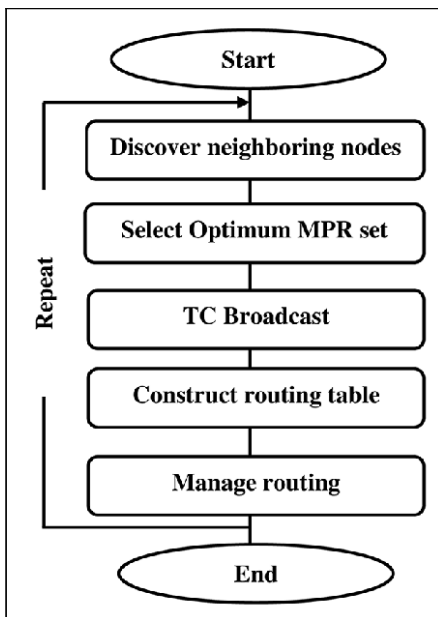 Start
Discover neighboring nodes
Select Optimum MPR set
Repeat
TC Broadcast
Construct routing table
Manage routing
End